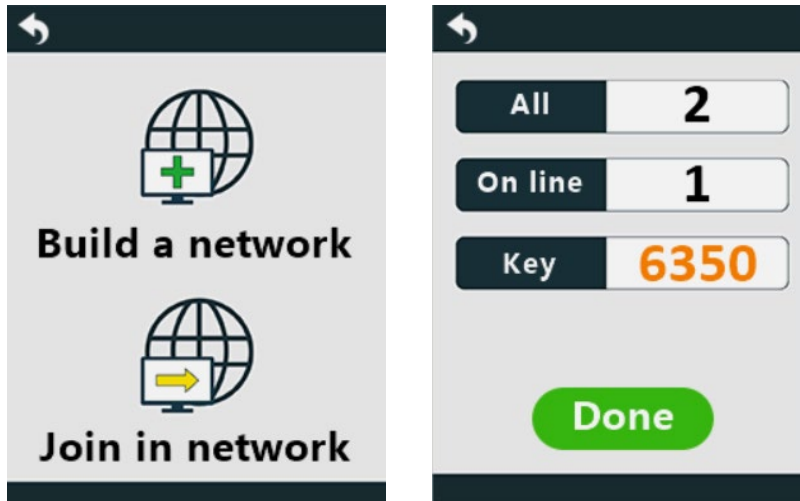 Build a network
Join in network
All 2
On line 1
Key 6350
Done